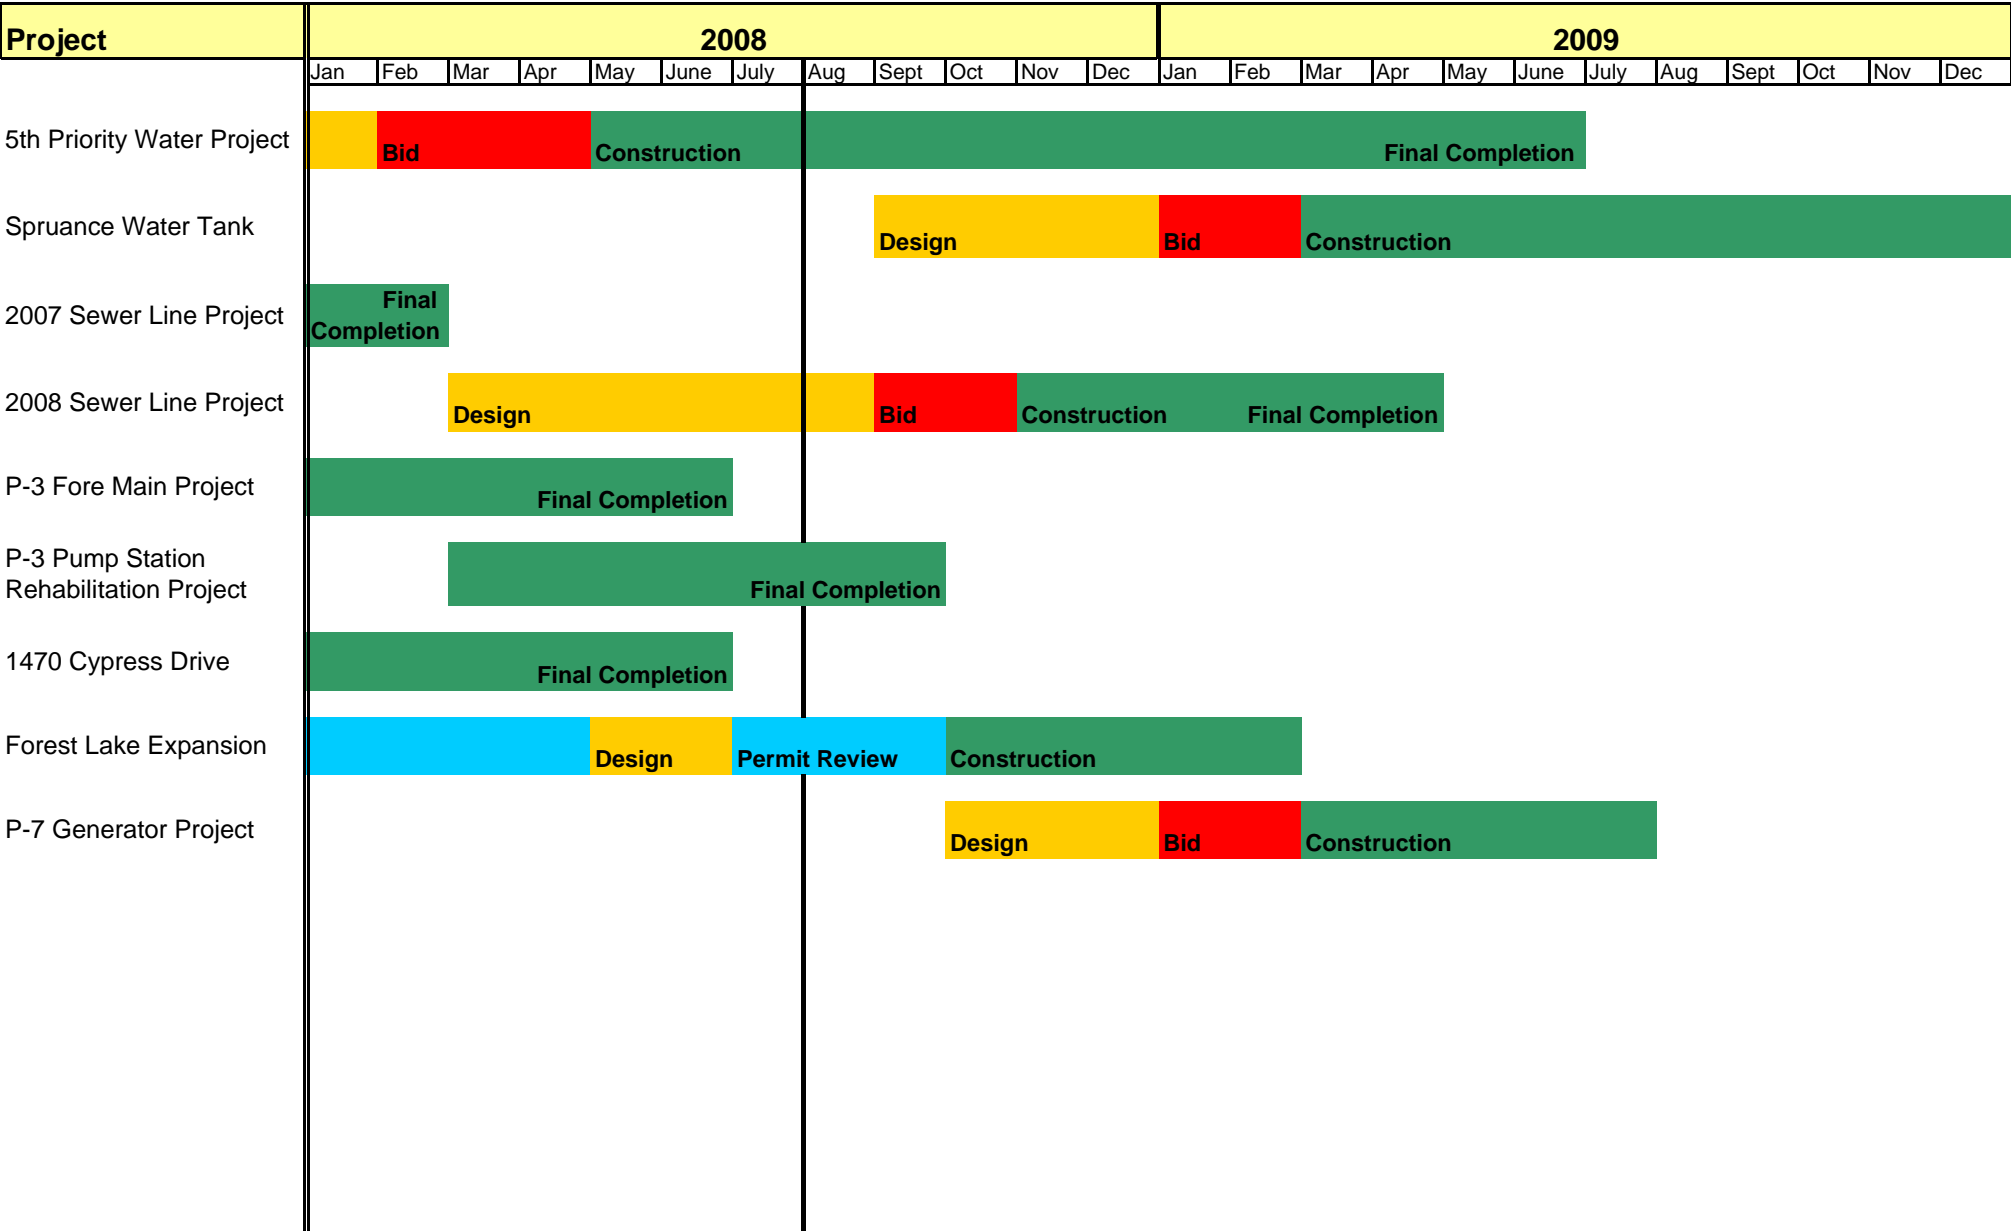 Project 2008 2009
Jan Feb Mar Apr May June July Aug Sept Oct Nov Dec Jan Feb Mar Apr May June July Aug Sept Oct Nov Dec
5th Priority Water Project Bid Construction Final Completion
Spruance Water Tank Design Bid Construction
2007 Sewer Line Project
Final
Completion
2008 Sewer Line Project Design Bid Construction Final Completion
P-3 Fore Main Project Final Completion
P-3 Pump Station
Rehabilitation Project Final Completion
1470 Cypress Drive Final Completion
Forest Lake Expansion Design Permit Review Construction
P-7 Generator Project Design Bid Construction